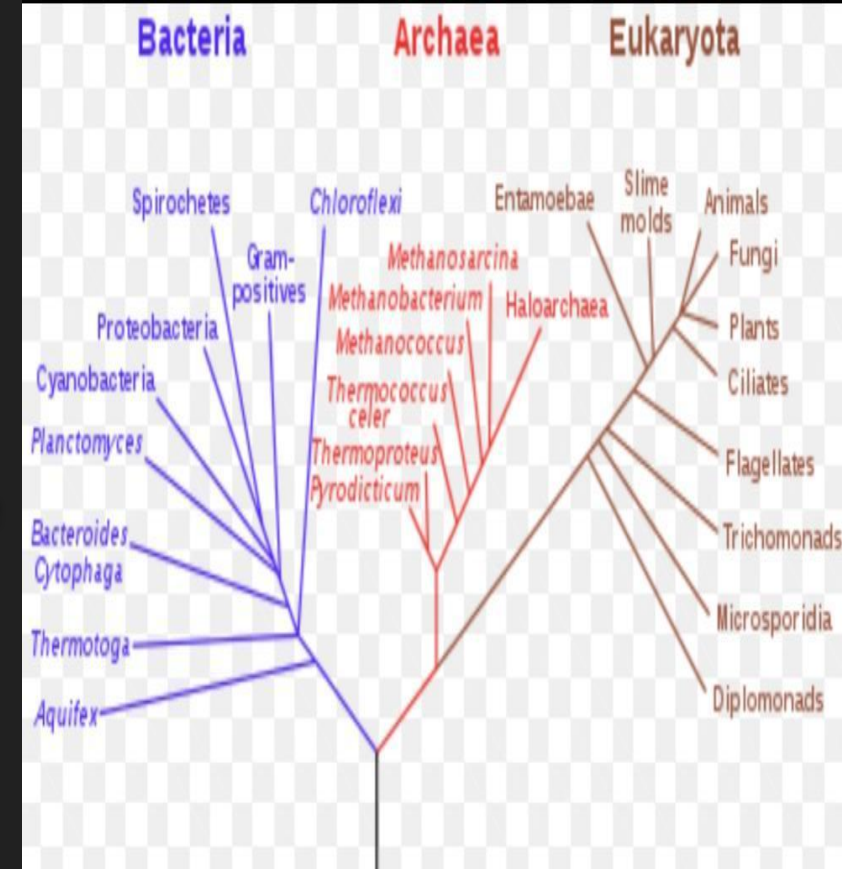 Bacteria
Archaea
Eukaryota
Spirochetes
Chloroflexi
Gram-
positives
Proteobacteria
Cyanobacteria
Planctomyces
Bacteroides
Cytophaga
Thermotoga
Aquifex
Methanosarcina
Methanobacterium
Haloarchaea
Methanococcus
Thermococcus
celer
Thermoproteus
Pyrodicticum
Entamoebae
Slime
molds
Animals
Fungi
Plants
Ciliates
Flagellates
Trichomonads
Microsporidia
Diplomonads